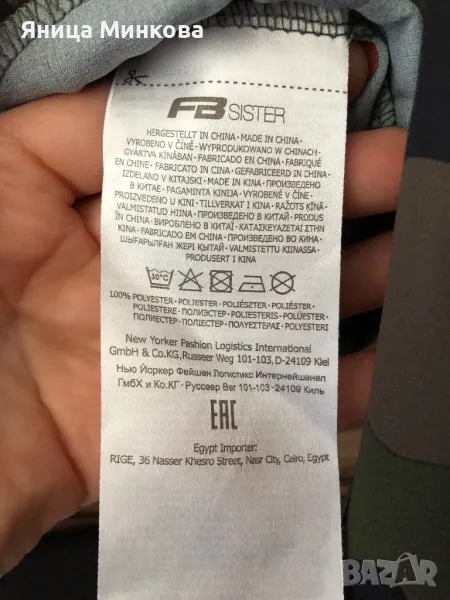 Яница Минкова
FB SISTER
HERGESTELLT IN CHINA · MADE IN CHINA ·
VYROBENO V ČÍNĚ · WYPRODUKOWANO W CHINACH ·
GYÁRTVA KÍNÁBAN · FABRICADO EN CHINA · FABRIQUÉ
EN CHINE · FABRICATO IN CINA · GEFABRICEERD IN CHINA ·
IZDELANO V KITAJSKI · MADE IN KINA · ПРОИЗВЕДЕНО
В КИТАЕ · PAGAMINTA KINIJA · VYROBENÉ V ČÍNE ·
PROIZVEDENO U KINI · TILLVERKAT I KINA · RAŽOTS ĶĪNĀ
VALMISTATUD HIINA · ПРОИЗВЕДЕНО В КИТАЙ · PRODUS
ÎN CHINA · ВИРОБЛЕНО В КИТАЇ · ΚΑΤΑΣΚΕΥΑΖΕΤΑΙ ΣΤΗΝ
ΚΙΝΑ · FABRICADO EM CHINA · ПРОИЗВЕДЕНО ВО КИНА ·
ШЫҒАРЫЛҒАН ЖЕРІ ҚЫТАЙ · VALMISTETTU KIINASSA ·
PRODUSERT I KINA
30°C
100% POLYESTER · POLIESTER · POLIÉSZTER · POLIÉSTER ·
POLYESTERE · ПОЛИЭСТЕР · POLIESTERIS · POLÜESTER ·
ПОЛИЕСТЕР · ПОЛІЕСТЕР · ΠΟΛΥΕΣΤΕΡΑΣ · POLYESTERI
New Yorker Fashion Logistics International
GmbH & Co.KG, Russeer Weg 101-103, D-24109 Kiel
Нью Йоркер Фейшен Логистикс Интернейшанал
ГмбХ и Ко.КГ · Руссеер Вег 101-103 · 24109 Киль
EAC
Egypt Importer:
RIGE, 36 Nasser Khesro Street, Nasr City, Cairo, Egypt
BAZAR